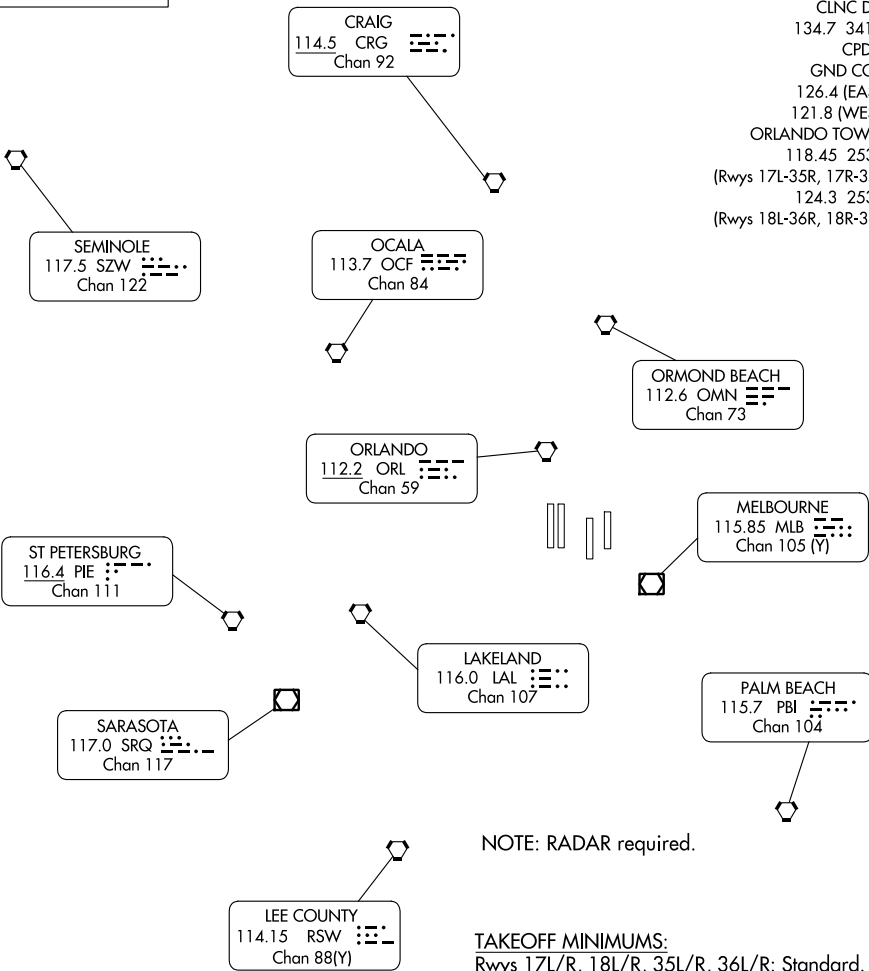 CRAIG
114.5 CRG
Chan 92
CLNC D
134.7 341
CPD
GND CO
126.4 (EA
121.8 (WE
ORLANDO TOW
118.45 253
(Rwys 17L-35R, 17R-3
124.3 253
(Rwys 18L-36R, 18R-3
SEMINOLE
117.5 SZW
Chan 122
OCALA
113.7 OCF
Chan 84
ORMOND BEACH
112.6 OMN
Chan 73
ORLANDO
112.2 ORL
Chan 59
MELBOURNE
115.85 MLB
Chan 105 (Y)
ST PETERSBURG
116.4 PIE
Chan 111
LAKELAND
116.0 LAL
Chan 107
PALM BEACH
115.7 PBI
Chan 104
SARASOTA
117.0 SRQ
Chan 117
NOTE: RADAR required.
LEE COUNTY
114.15 RSW
Chan 88(Y)
TAKEOFF MINIMUMS:
Rwys 17L/R, 18L/R, 35L/R, 36L/R: Standard.